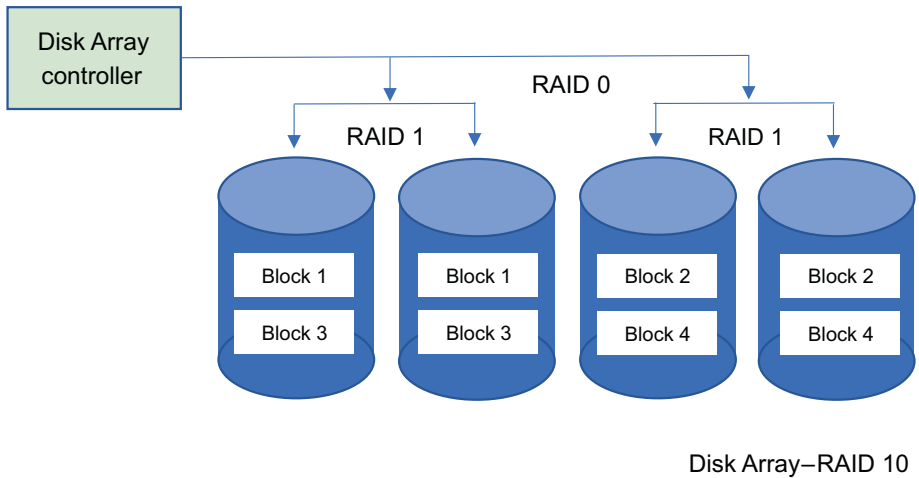 Disk Array
controller
RAID 0
RAID 1
RAID 1
Block 1
Block 1
Block 2
Block 2
Block 3
Block 3
Block 4
Block 4
Disk Array–RAID 10